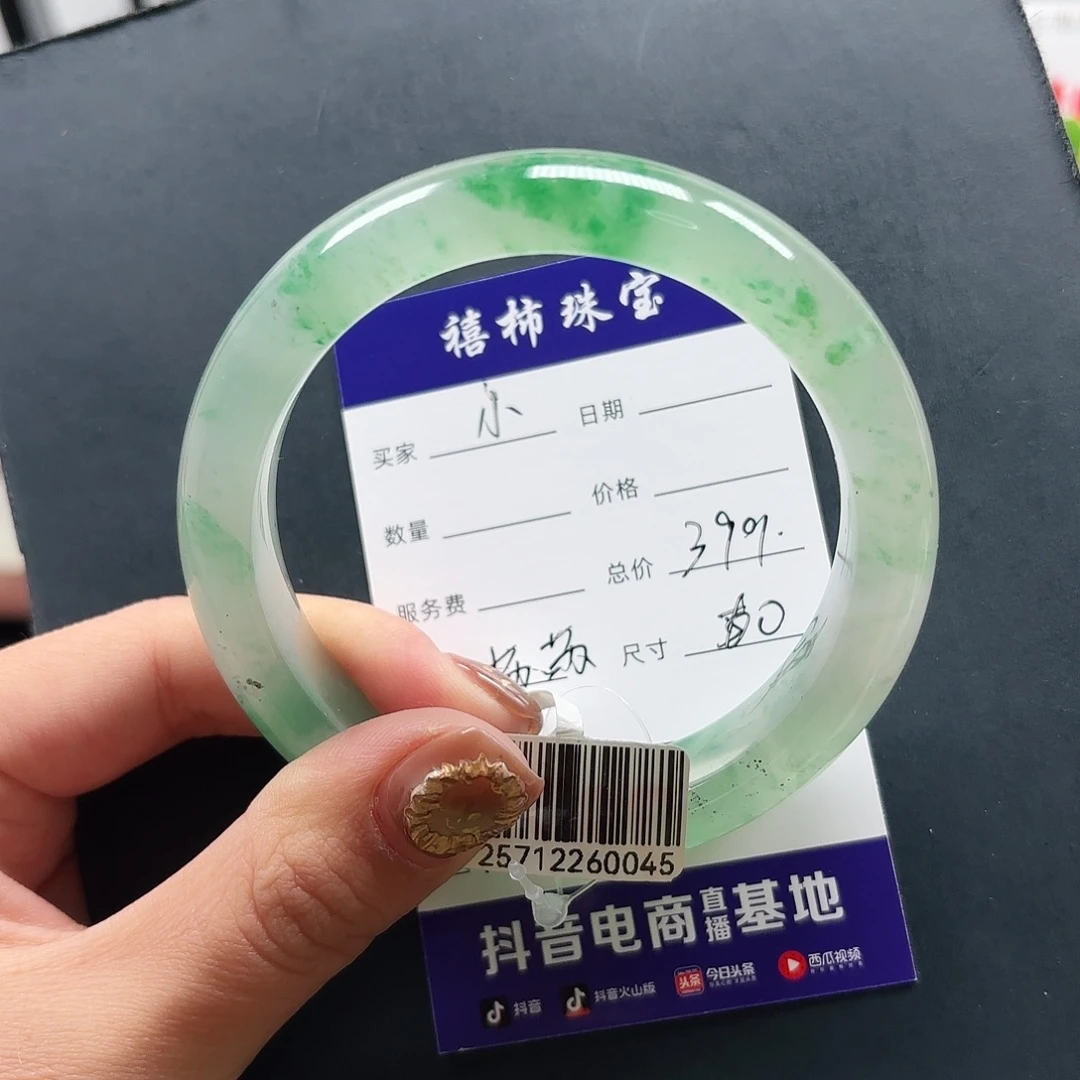 禧柿珠宝
买家 小 日期
数量 价格
服务费 总价 399.
尺寸
25712260045
抖音电商直播基地
抖音 抖音火山版 头条 今日头条 西瓜视频